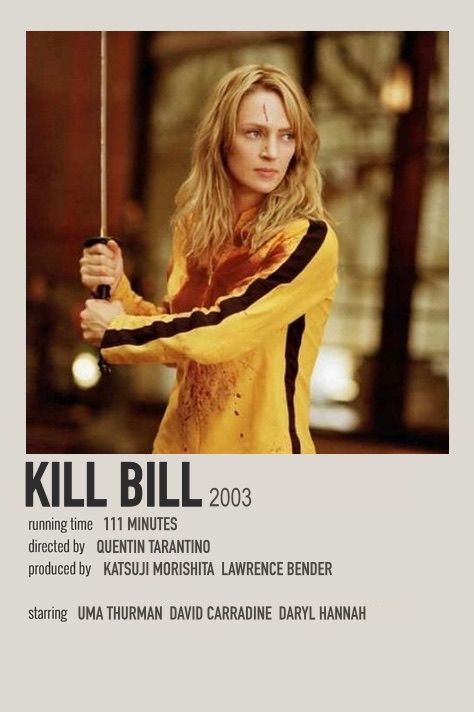 KILL BILL 2003
running time 111 MINUTES
directed by QUENTIN TARANTINO
produced by KATSUJI MORISHITA LAWRENCE BENDER
starring UMA THURMAN DAVID CARRADINE DARYL HANNAH